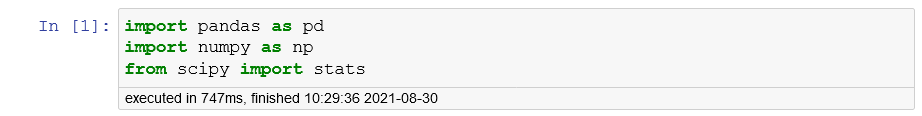 In [1]: import pandas as pd
import numpy as np
from scipy import stats
executed in 747ms, finished 10:29:36 2021-08-30